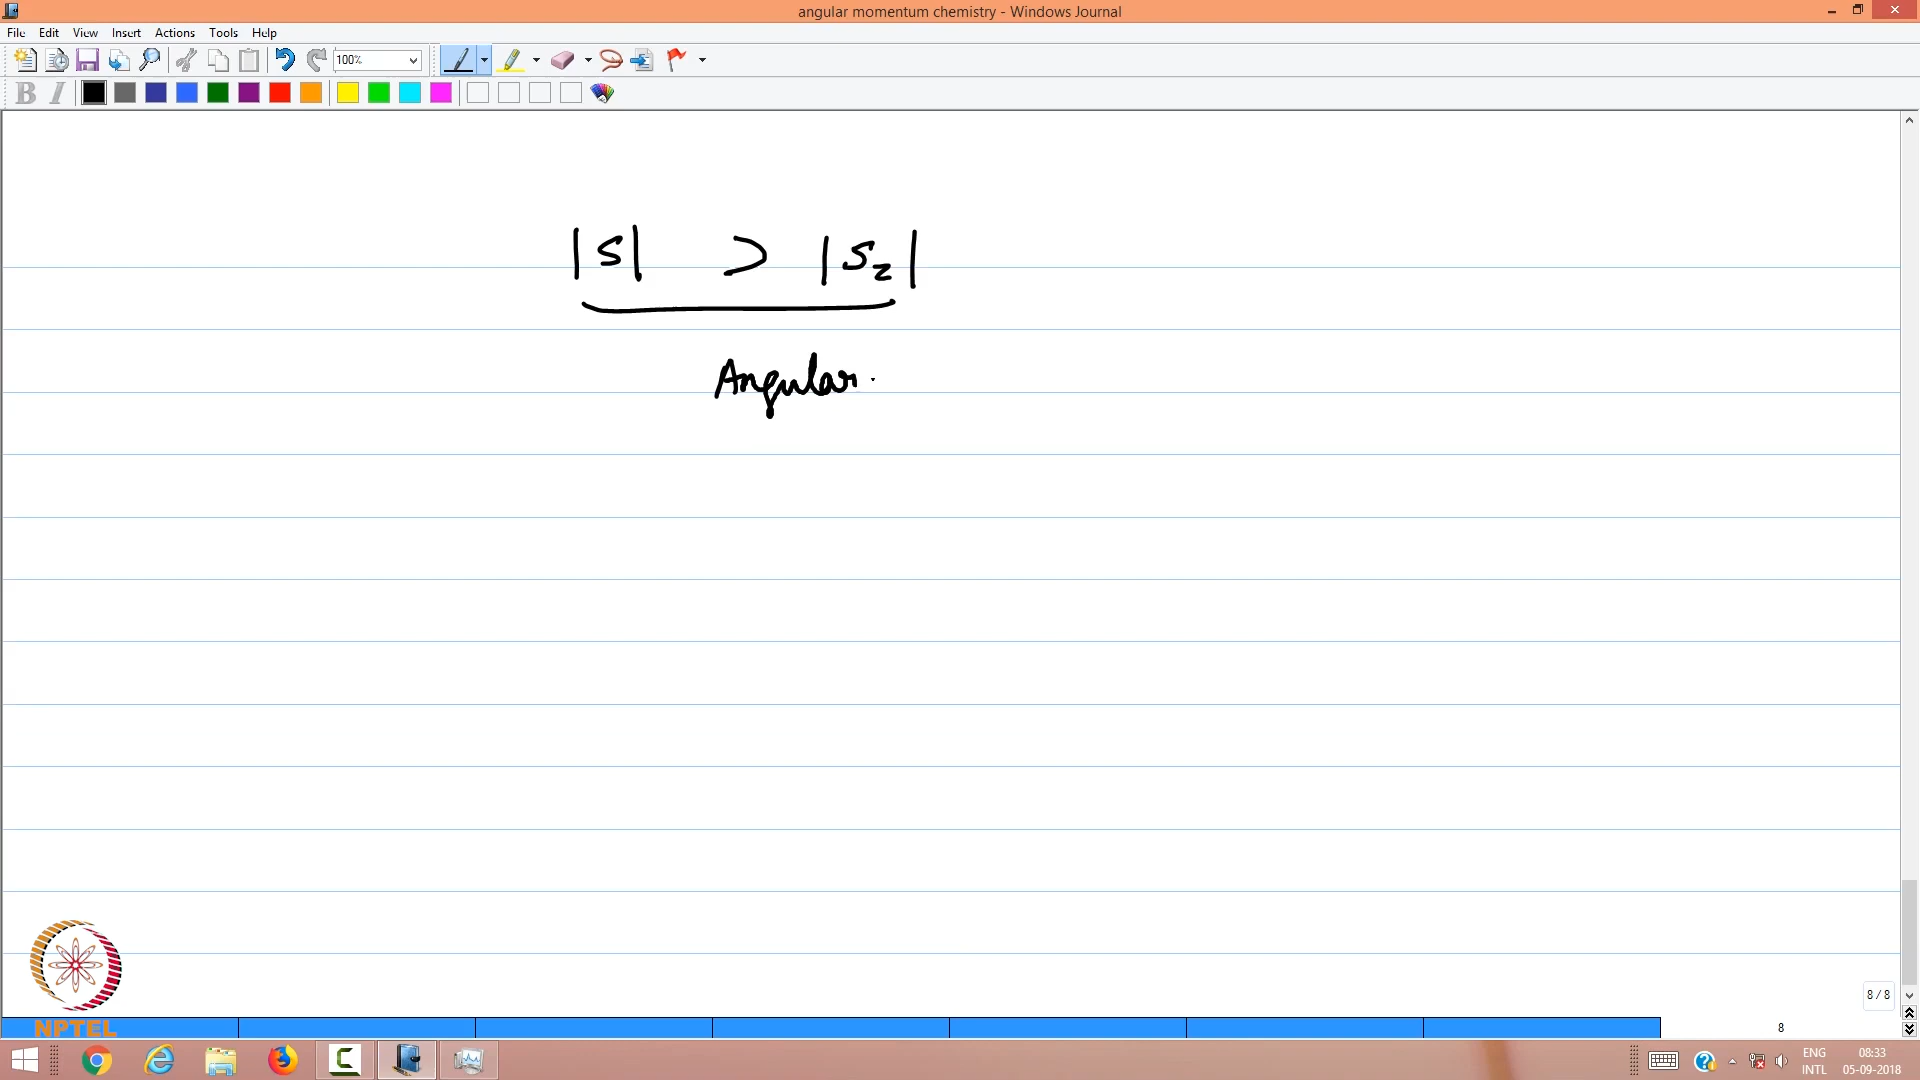 angular momentum chemistry - Windows Journal
File Edit View Insert Actions Tools Help
100%
B I
|S| > |S_z|
Angular
8 / 8
NPTEL
8
ENG 08:33
INTL 05-09-2018